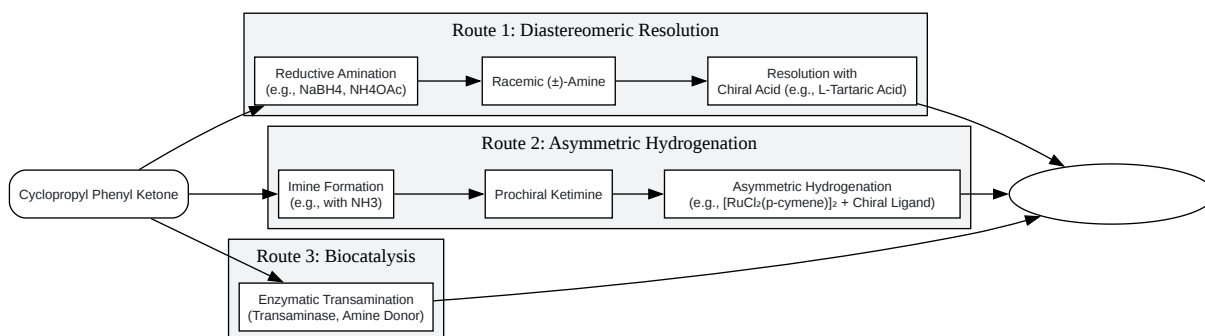 Route 1: Diastereomeric Resolution
Reductive Amination
(e.g., NaBH4, NH4OAc)
Racemic (±)-Amine
Resolution with
Chiral Acid (e.g., L-Tartaric Acid)
Route 2: Asymmetric Hydrogenation
Cyclopropyl Phenyl Ketone
Imine Formation
(e.g., with NH3)
Prochiral Ketimine
Asymmetric Hydrogenation
(e.g., [RuCl₂(p-cymene)]₂ + Chiral Ligand)
Route 3: Biocatalysis
Enzymatic Transamination
(Transaminase, Amine Donor)